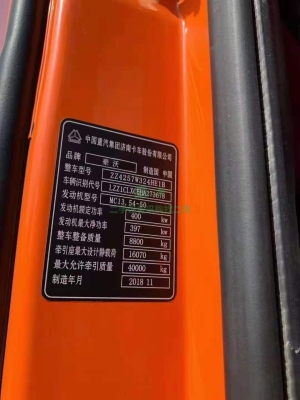 中国重汽集团济南卡车股份有限公司
品牌 豪沃 制造国 中国
整车型号 ZZ4257W324HE1B
车辆识别代号
发动机型号 MC13.54-50
发动机额定功率 400 kW
发动机最大净功率 397 kW
整车整备质量 8800 kg
牵引座最大设计静载荷 16070 kg
最大允许牵引质量 40000 kg
制造年月 2018 11